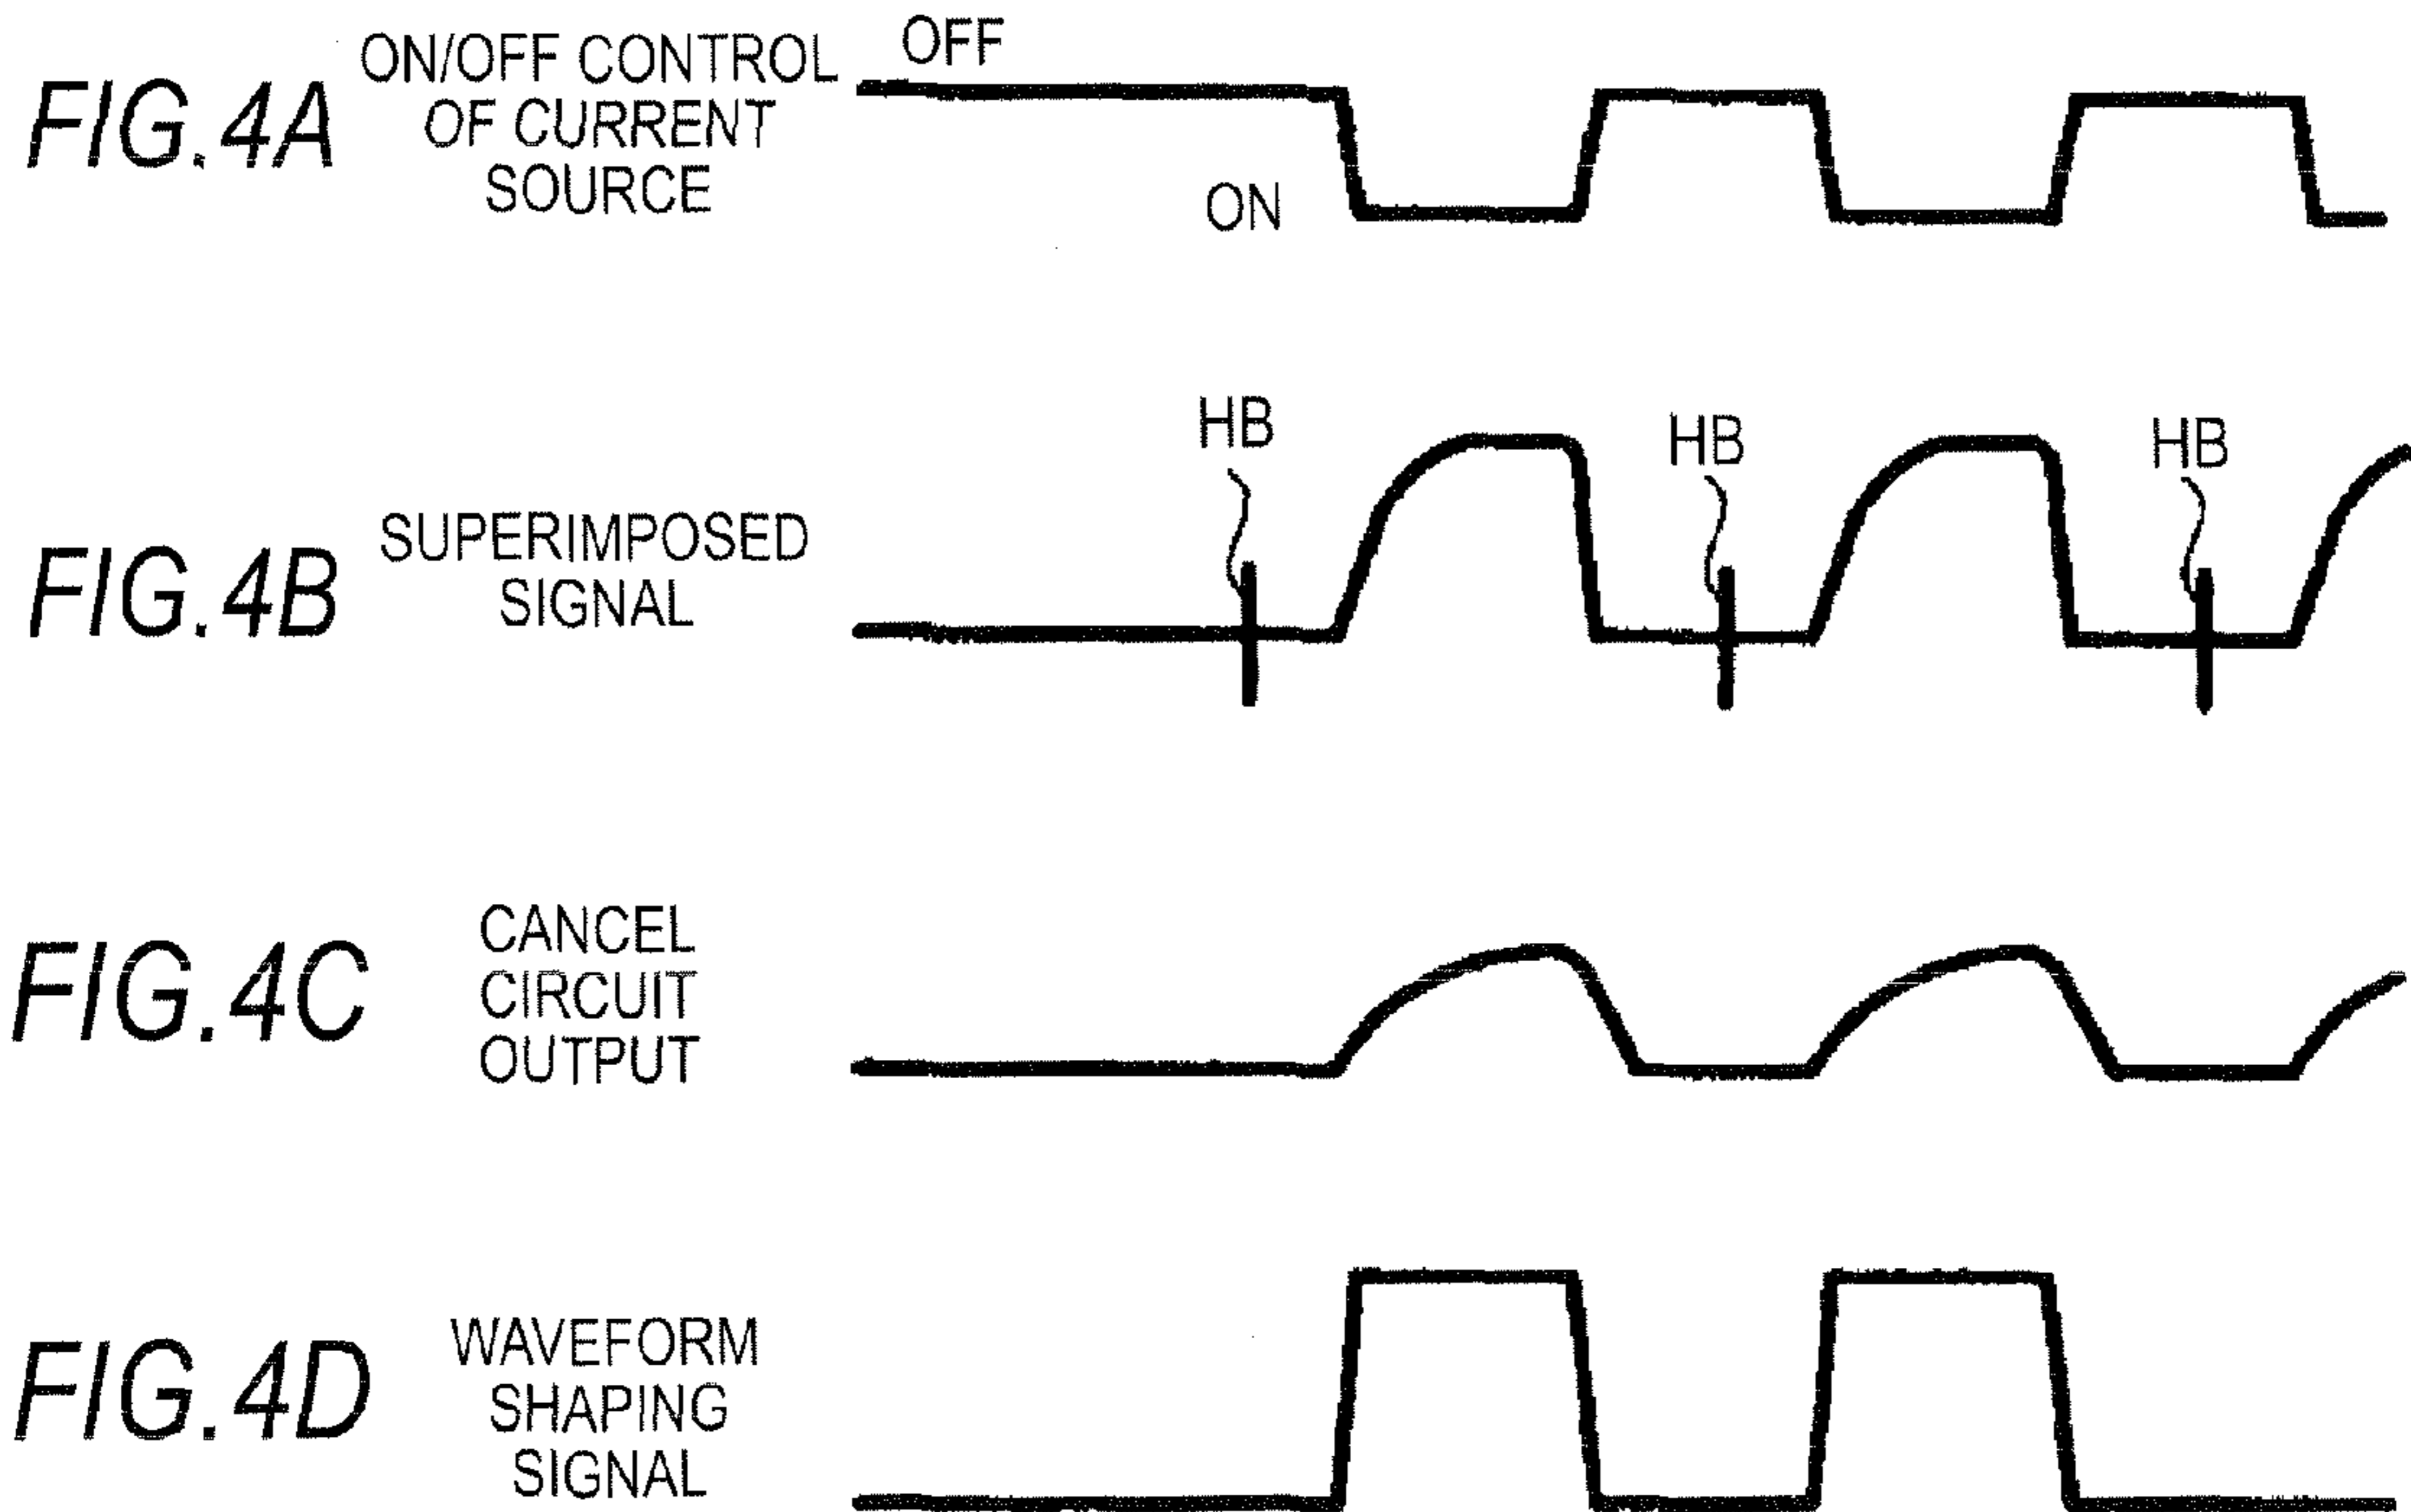 FIG.4A
ON/OFF CONTROL
OF CURRENT
SOURCE
OFF
ON
FIG.4B
SUPERIMPOSED
SIGNAL
HB
HB
HB
FIG.4C
CANCEL
CIRCUIT
OUTPUT
FIG.4D
WAVEFORM
SHAPING
SIGNAL